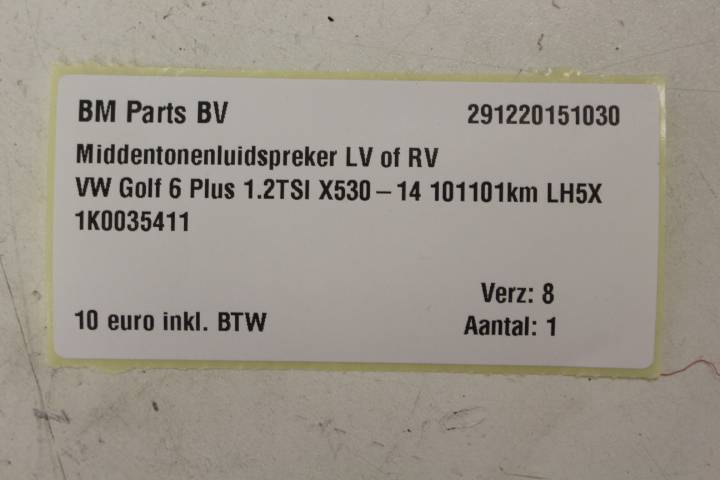 BM Parts BV 291220151030
Middentonenluidspreker LV of RV
VW Golf 6 Plus 1.2TSI X530-14 101101km LH5X
1K0035411
Verz: 8
10 euro inkl. BTW Aantal: 1